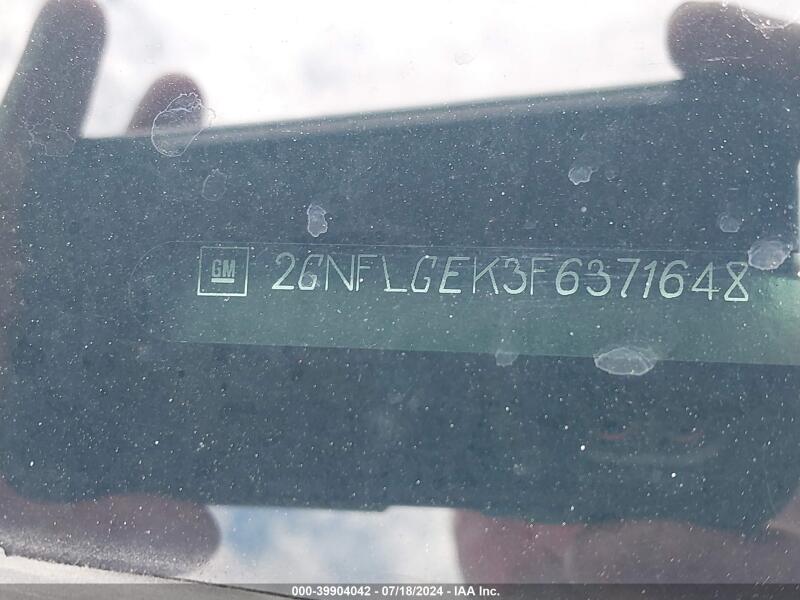 GM 2GNFLGEK3F6371648
000-39904042 - 07/18/2024 - IAA Inc.